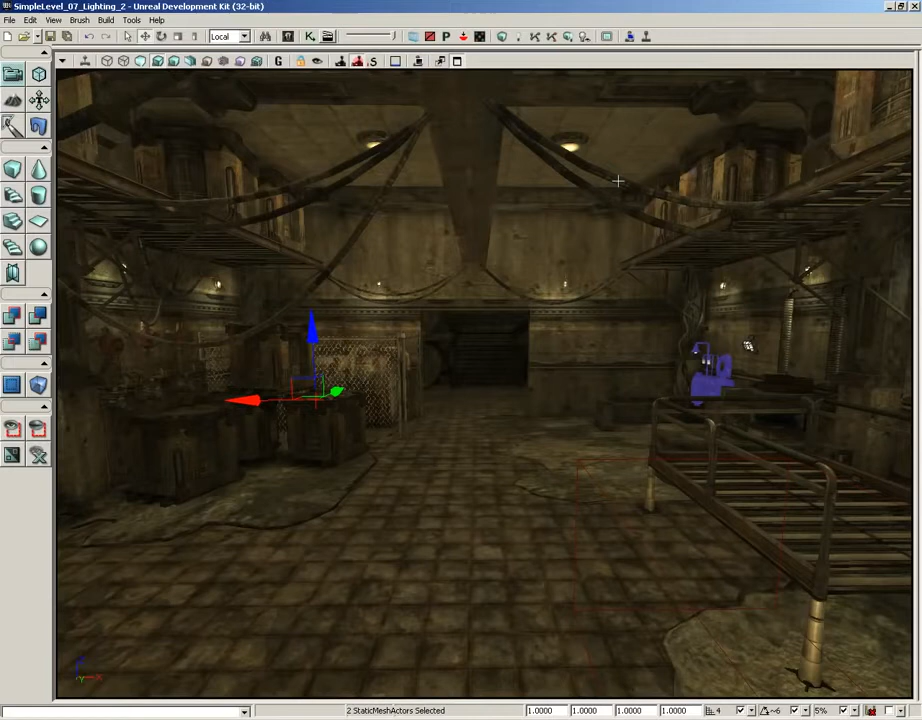 SimpleLevel_07_Lighting_2 - Unreal Development Kit (32-bit)
File Edit View Brush Build Tools Help
Local
P
G
S
2 StaticMeshActors Selected
1.0000 1.0000 1.0000 1.0000 4 ~6 5%